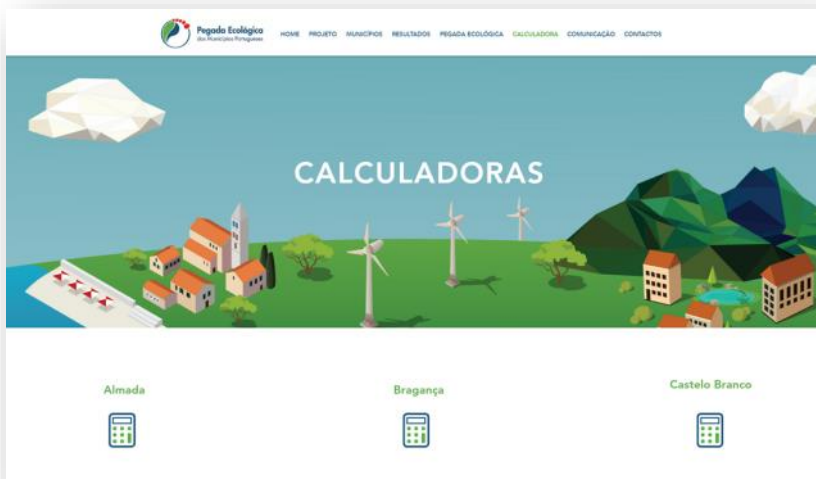 Pegada Ecológica
dos Municípios Portugueses
HOME PROJETO MUNICÍPIOS RESULTADOS PEGADA ECOLÓGICA CALCULADORA COMUNICAÇÃO CONTACTOS
CALCULADORAS
Almada Bragança Castelo Branco